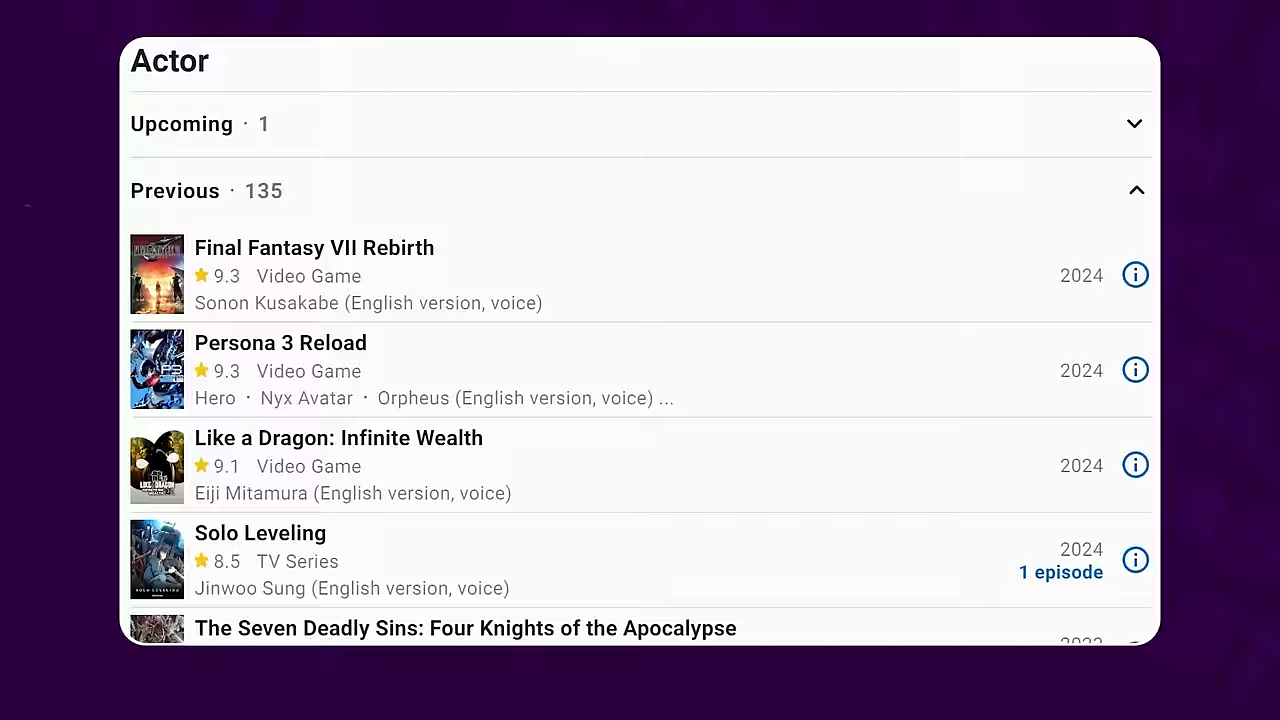 Actor
Upcoming · 1
Previous · 135
Final Fantasy VII Rebirth
9.3 Video Game
2024
Sonon Kusakabe (English version, voice)
Persona 3 Reload
9.3 Video Game
2024
Hero · Nyx Avatar · Orpheus (English version, voice) ...
Like a Dragon: Infinite Wealth
9.1 Video Game
2024
Eiji Mitamura (English version, voice)
Solo Leveling
8.5 TV Series
2024
1 episode
Jinwoo Sung (English version, voice)
The Seven Deadly Sins: Four Knights of the Apocalypse